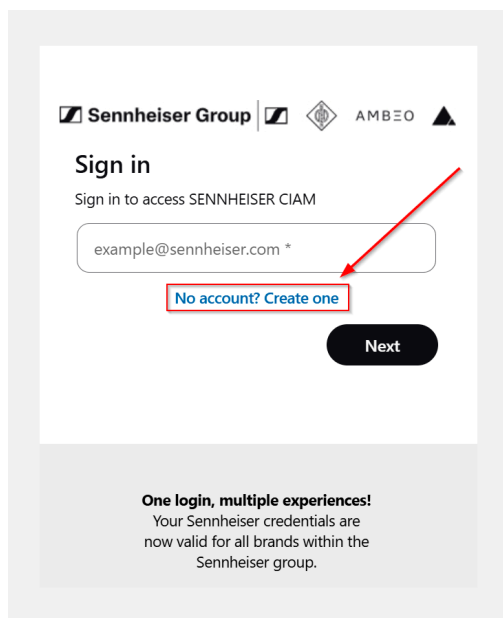 Sennheiser Group AMBEO
Sign in
Sign in to access SENNHEISER CIAM
example@sennheiser.com *
No account? Create one
Next
One login, multiple experiences!
Your Sennheiser credentials are
now valid for all brands within the
Sennheiser group.